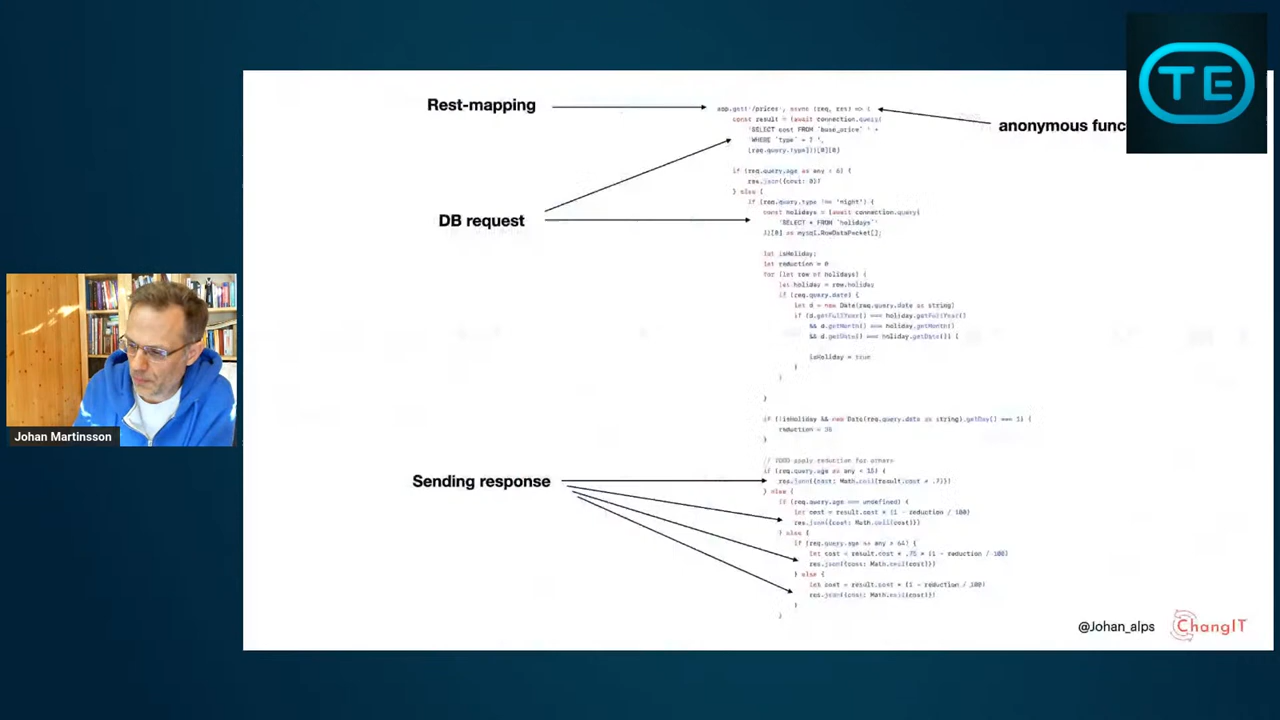 TE
Rest-mapping
anonymous func
DB request
Sending response
app.get('/prices', async (req, res) => {
const result = (await connection.query(
'SELECT cost FROM `base_price` ' +
'WHERE `type` = ? ',
[req.query.type]))[0][0]
if (req.query.age as any < 6) {
res.json({cost: 0})
} else {
if (req.query.type !== 'night') {
const holidays = (await connection.query(
'SELECT * FROM `holidays`'
))[0] as mysql.RowDataPacket[];
let isHoliday;
let reduction = 0
for (let row of holidays) {
let holiday = row.holiday
if (req.query.date) {
let d = new Date(req.query.date as string)
if (d.getFullYear() === holiday.getFullYear()
&& d.getMonth() === holiday.getMonth()
&& d.getDate() === holiday.getDate()) {
isHoliday = true
}
}
}
if (!isHoliday && new Date(req.query.date as string).getDay() === 1) {
reduction = 35
}
// TODO apply reduction for others
if (req.query.age as any < 15) {
res.json({cost: Math.ceil(result.cost * .7)})
} else {
if (req.query.age === undefined) {
let cost = result.cost * (1 - reduction / 100)
res.json({cost: Math.ceil(cost)})
} else {
if (req.query.age as any > 64) {
let cost = result.cost * .75 * (1 - reduction / 100)
res.json({cost: Math.ceil(cost)})
} else {
let cost = result.cost * (1 - reduction / 100)
res.json({cost: Math.ceil(cost)})
}
}
Johan Martinsson
@Johan_alps
ChangIT